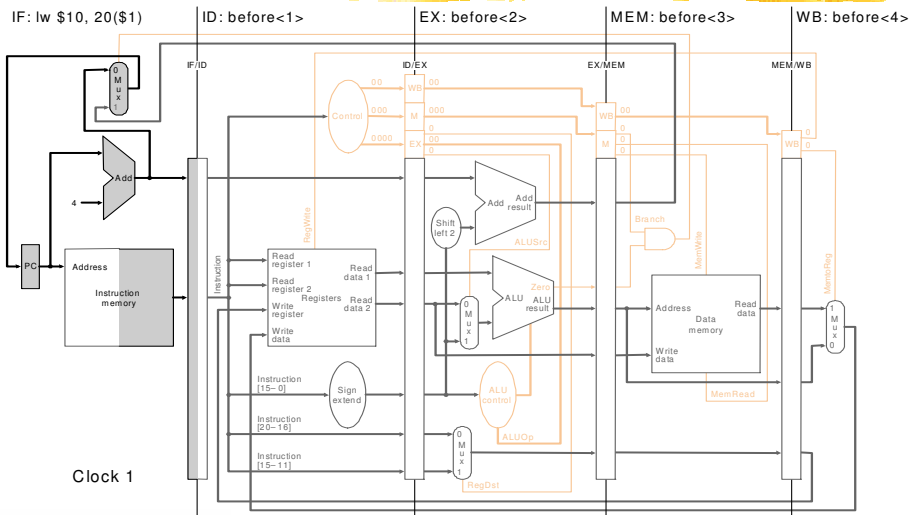 IF: lw $10, 20($1)
ID: before<1>
EX: before<2>
MEM: before<3>
WB: before<4>
IF/ID
ID/EX
EX/MEM
MEM/WB
0
M
u
x
1
Control
00
000
0000
WB
M
EX
00
000
0
00
0
0
WB
M
00
0
0
0
WB
0
0
Add
4
PC
Address
Instruction
memory
Instruction
RegWrite
Read
register 1
Read
register 2
Write
register
Write
data
Registers
Read
data 1
Read
data 2
Shift
left 2
Add
Add
result
ALUSrc
Zero
ALU
ALU
result
0
M
u
x
1
Branch
MemWrite
Address
Read
data
Data
memory
Write
data
MemRead
MemtoReg
1
M
u
x
0
Instruction
[15–0]
Sign
extend
ALU
control
Instruction
[20–16]
ALUOp
0
M
u
x
1
Instruction
[15–11]
RegDst
Clock 1